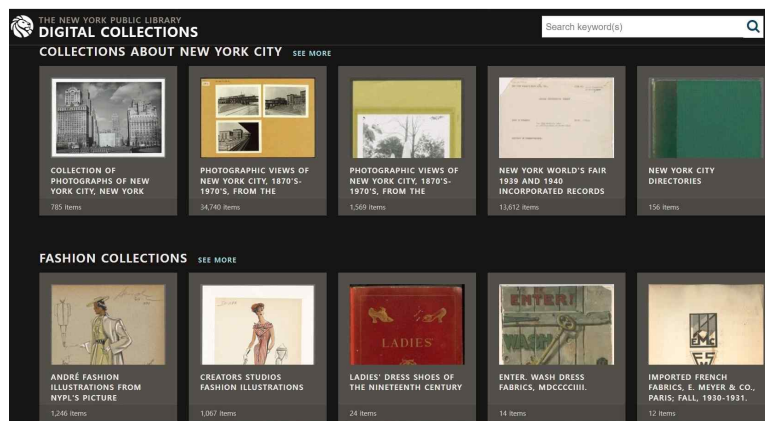 THE NEW YORK PUBLIC LIBRARY
DIGITAL COLLECTIONS
Search keyword(s)
COLLECTIONS ABOUT NEW YORK CITY SEE MORE
COLLECTION OF
PHOTOGRAPHS OF NEW
YORK CITY, NEW YORK
785 items
PHOTOGRAPHIC VIEWS OF
NEW YORK CITY, 1870'S-
1970'S, FROM THE
34,740 items
PHOTOGRAPHIC VIEWS OF
NEW YORK CITY, 1870'S-
1970'S, FROM THE
1,569 items
NEW YORK WORLD'S FAIR
1939 AND 1940
INCORPORATED RECORDS
13,612 items
NEW YORK CITY
DIRECTORIES
156 items
FASHION COLLECTIONS SEE MORE
ANDRÉ FASHION
ILLUSTRATIONS FROM
NYPL'S PICTURE
1,246 items
CREATORS STUDIOS
FASHION ILLUSTRATIONS
1,067 items
LADIES'
LADIES' DRESS SHOES OF
THE NINETEENTH CENTURY
24 items
ENTER!
WASH
ENTER. WASH DRESS
FABRICS, MDCCCCIIII.
14 items
EMC
IMPORTED FRENCH
FABRICS, E. MEYER & CO.,
PARIS; FALL, 1930-1931.
12 items